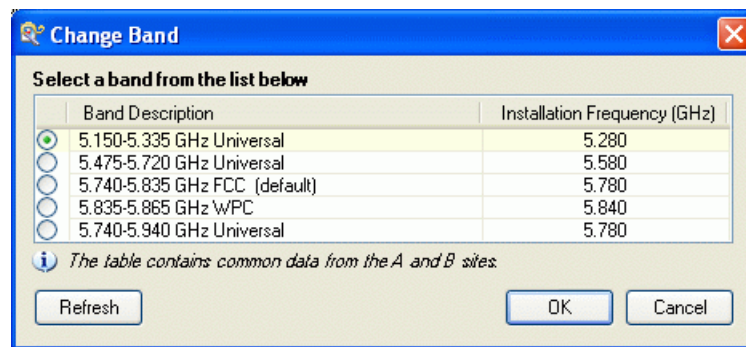 Change Band
Select a band from the list below
Band Description Installation Frequency (GHz)
5.150-5.335 GHz Universal 5.280
5.475-5.720 GHz Universal 5.580
5.740-5.835 GHz FCC (default) 5.780
5.835-5.865 GHz WPC 5.840
5.740-5.940 GHz Universal 5.780
The table contains common data from the A and B sites.
Refresh OK Cancel